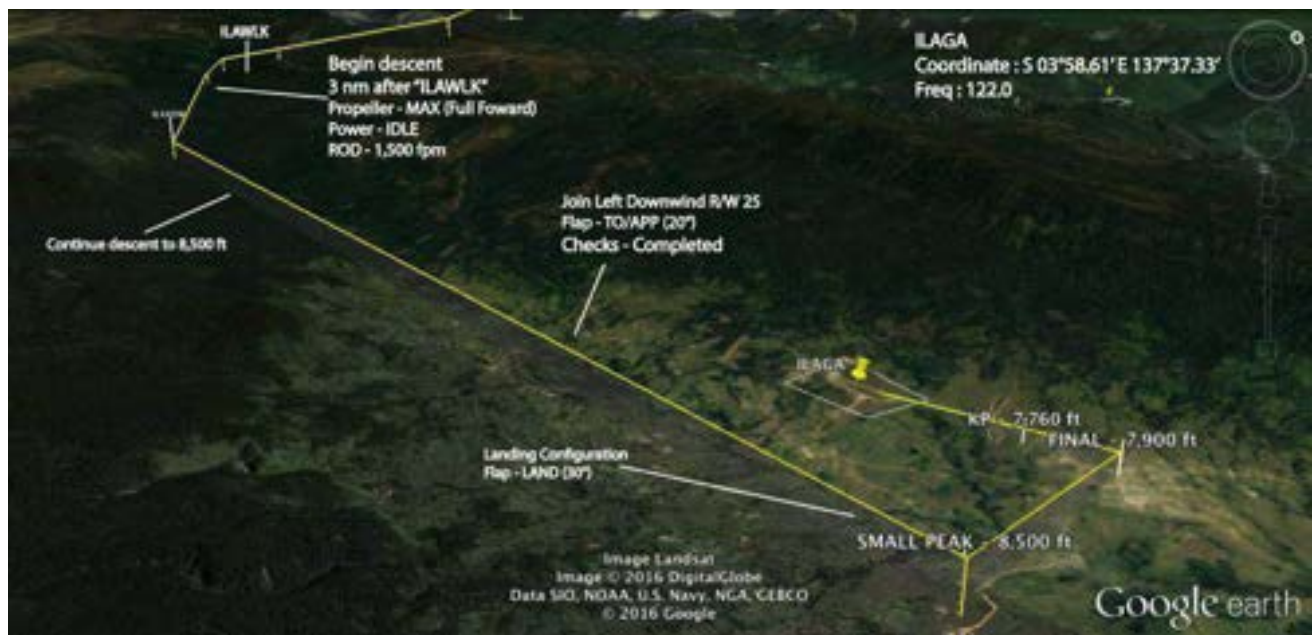 ILAWLK
Begin descent
3 nm after "ILAWLK"
Propeller - MAX (Full Foward)
Power - IDLE
ROD - 1,500 fpm
ILAGA
Coordinate : S 03°58.61' E 137°37.33'
Freq : 122.0
Continue descent to 8,500 ft
Join Left Downwind R/W 25
Flap - TO/APP (20°)
Checks - Completed
ILAGA
KP - 7,760 ft
FINAL - 7,900 ft
Landing Configuration
Flap - LAND (30°)
SMALL PEAK - 8,500 ft
Image Landsat
Image © 2016 DigitalGlobe
Data SIO, NOAA, U.S. Navy, NGA, GEBCO
© 2016 Google
Google earth